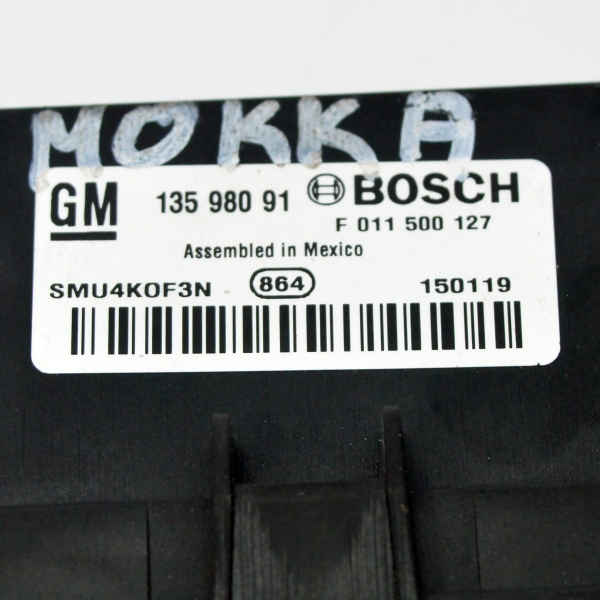 MOKKA
GM 135 980 91 BOSCH
F 011 500 127
Assembled in Mexico
SMU4K0F3N 864 150119